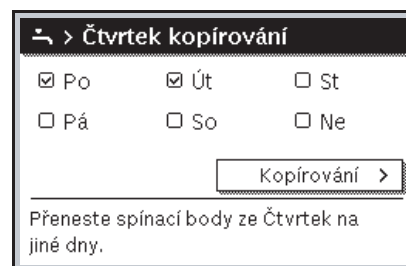 > Čtvrtek kopírování
Po Út St
Pá So Ne
Kopírování >
Přeneste spínací body ze Čtvrtek na
jiné dny.